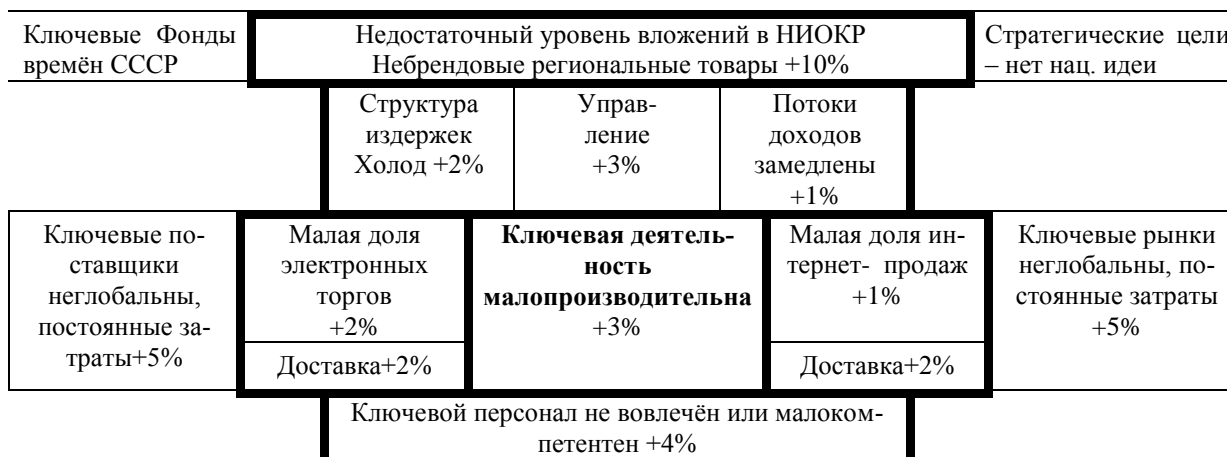 Ключевые Фонды
времён СССР
Недостаточный уровень вложений в НИОКР
Небрендовые региональные товары +10%
Стратегические цели
– нет нац. идеи
Структура
издержек
Холод +2%
Управ-
ление
+3%
Потоки
доходов
замедлены
+1%
Ключевые по-
ставщики
неглобальны,
постоянные за-
траты+5%
Малая доля
электронных
торгов
+2%
Доставка+2%
Ключевая деятель-
ность
малопроизводительна
+3%
Малая доля ин-
тернет- продаж
+1%
Доставка+2%
Ключевые рынки
неглобальны, по-
стоянные затраты
+5%
Ключевой персонал не вовлечён или малоком-
петентен +4%